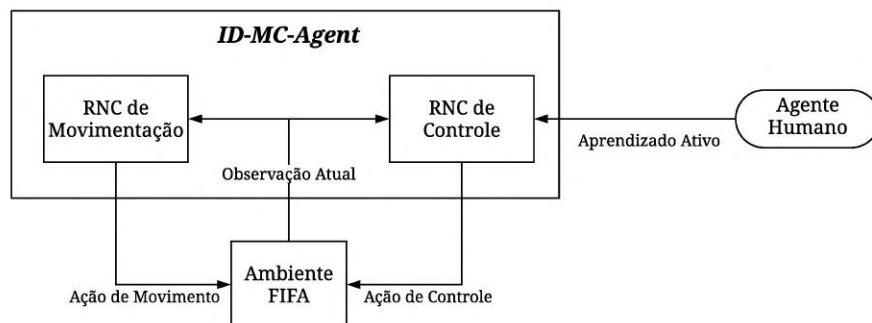 ID-MC-Agent
RNC de
Movimentação
RNC de
Controle
Agente
Humano
Aprendizado Ativo
Observação Atual
Ambiente
FIFA
Ação de Movimento
Ação de Controle